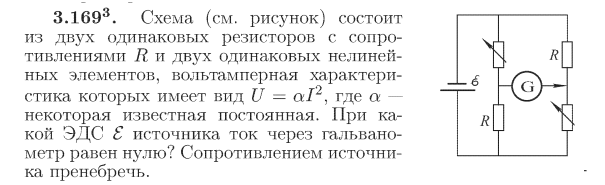 3.169³. Схема (см. рисунок) состоит
из двух одинаковых резисторов с сопро-
тивлениями R и двух одинаковых нелиней-
ных элементов, вольтамперная характери-
стика которых имеет вид U = αI², где α —
некоторая известная постоянная. При ка-
кой ЭДС ℰ источника ток через гальвано-
метр равен нулю? Сопротивлением источни-
ка пренебречь.
R
ℰ
G
R